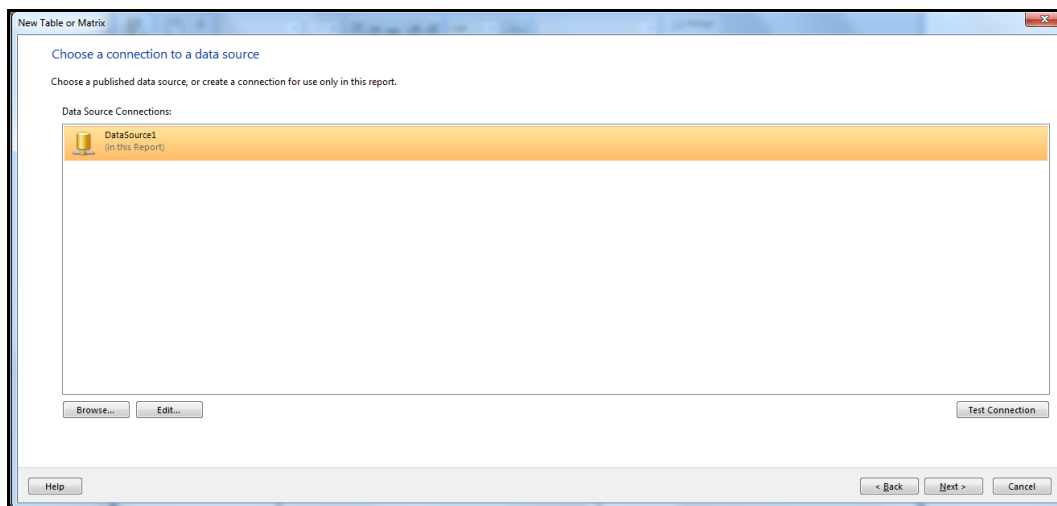 New Table or Matrix
Choose a connection to a data source
Choose a published data source, or create a connection for use only in this report.
Data Source Connections:
DataSource1
(in this Report)
Browse... Edit... Test Connection
Help < Back Next > Cancel